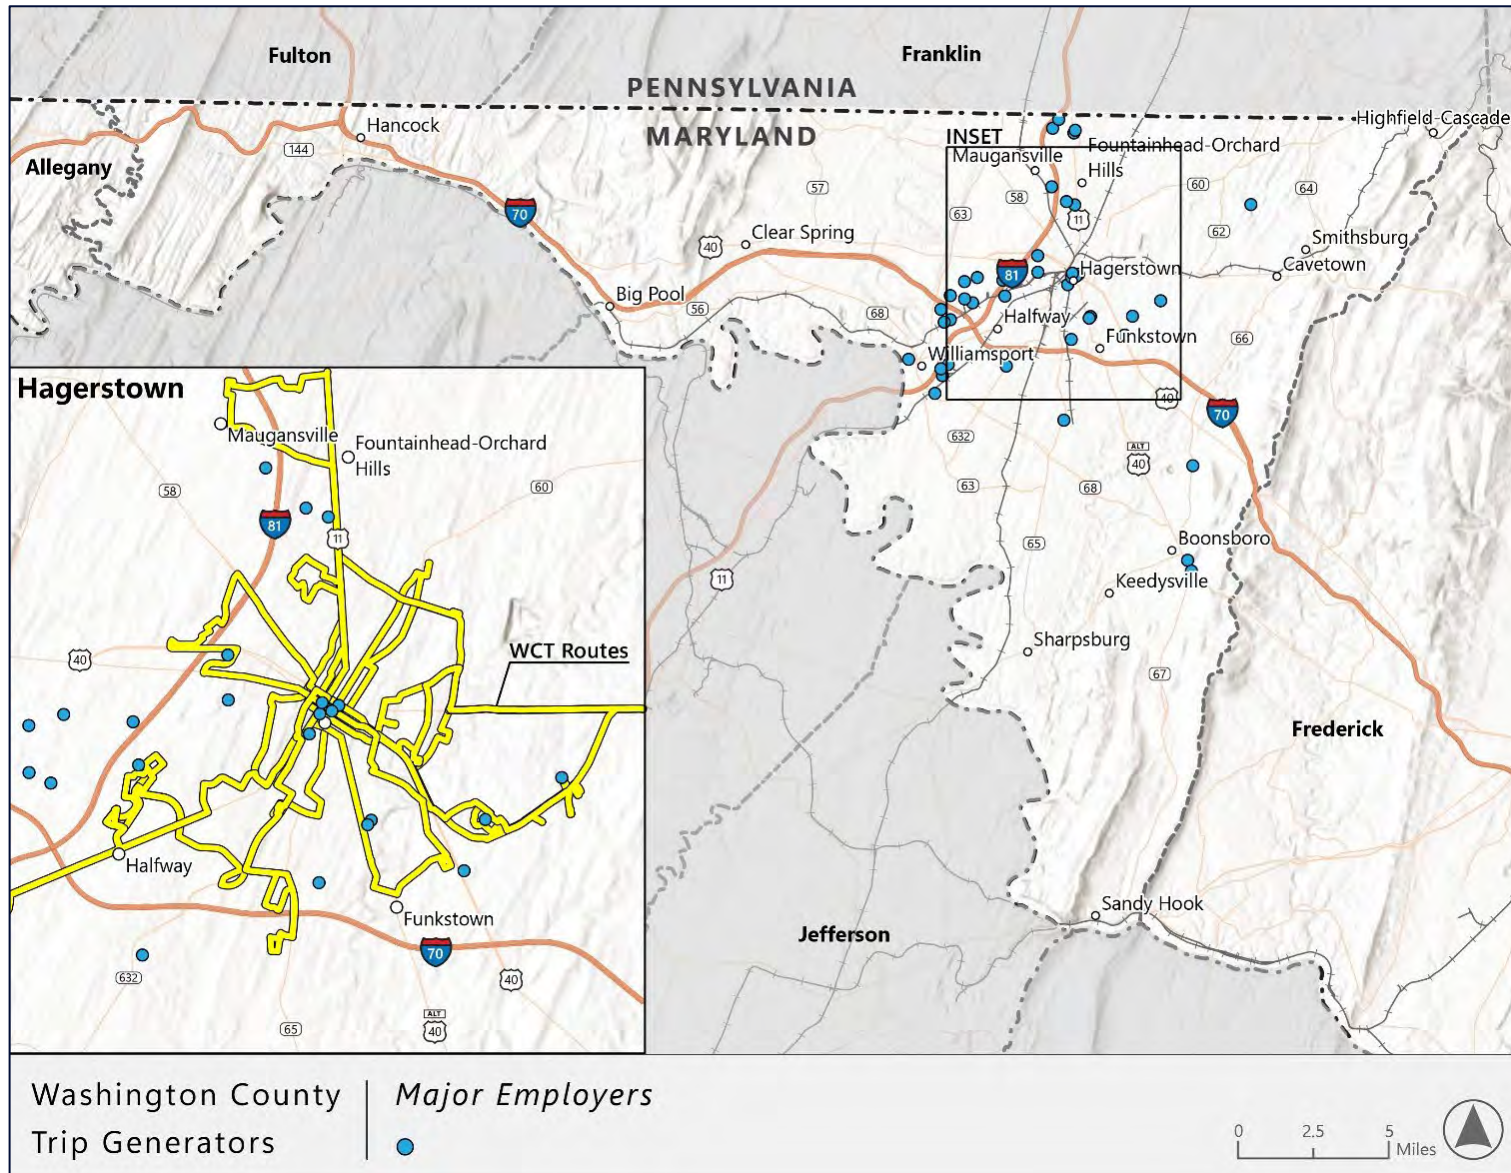 Fulton
Franklin
PENNSYLVANIA
MARYLAND
Hancock
144
Allegany
Highfield-Cascade
INSET
Maugansville
Fountainhead-Orchard
Hills
57
58
60
64
63
11
62
70
40
Clear Spring
Smithsburg
Cavetown
81
Hagerstown
Big Pool
56
68
Halfway
Funkstown
66
Williamsport
40
70
632
ALT
40
63
68
65
Boonsboro
Keedysville
11
Sharpsburg
67
Frederick
Sandy Hook
Jefferson
Hagerstown
Maugansville
Fountainhead-Orchard
Hills
58
60
81
11
40
WCT Routes
Halfway
Funkstown
70
632
40
65
ALT
40
Washington County
Trip Generators
Major Employers
0 2.5 5
Miles